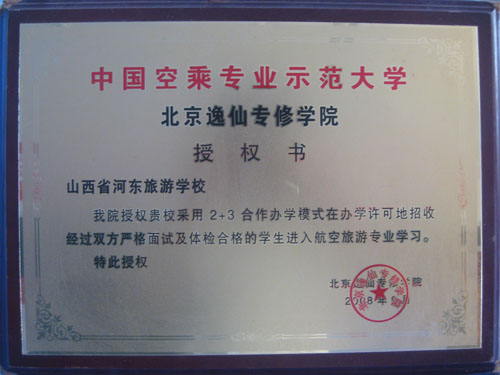 中国空乘专业示范大学
北京逸仙专修学院
授权书
山西省河东旅游学校
我院授权贵校采用 2+3 合作办学模式在办学许可地招收
经过双方严格面试及体检合格的学生进入航空旅游专业学习。
特此授权
北京逸仙专修学院
2008年